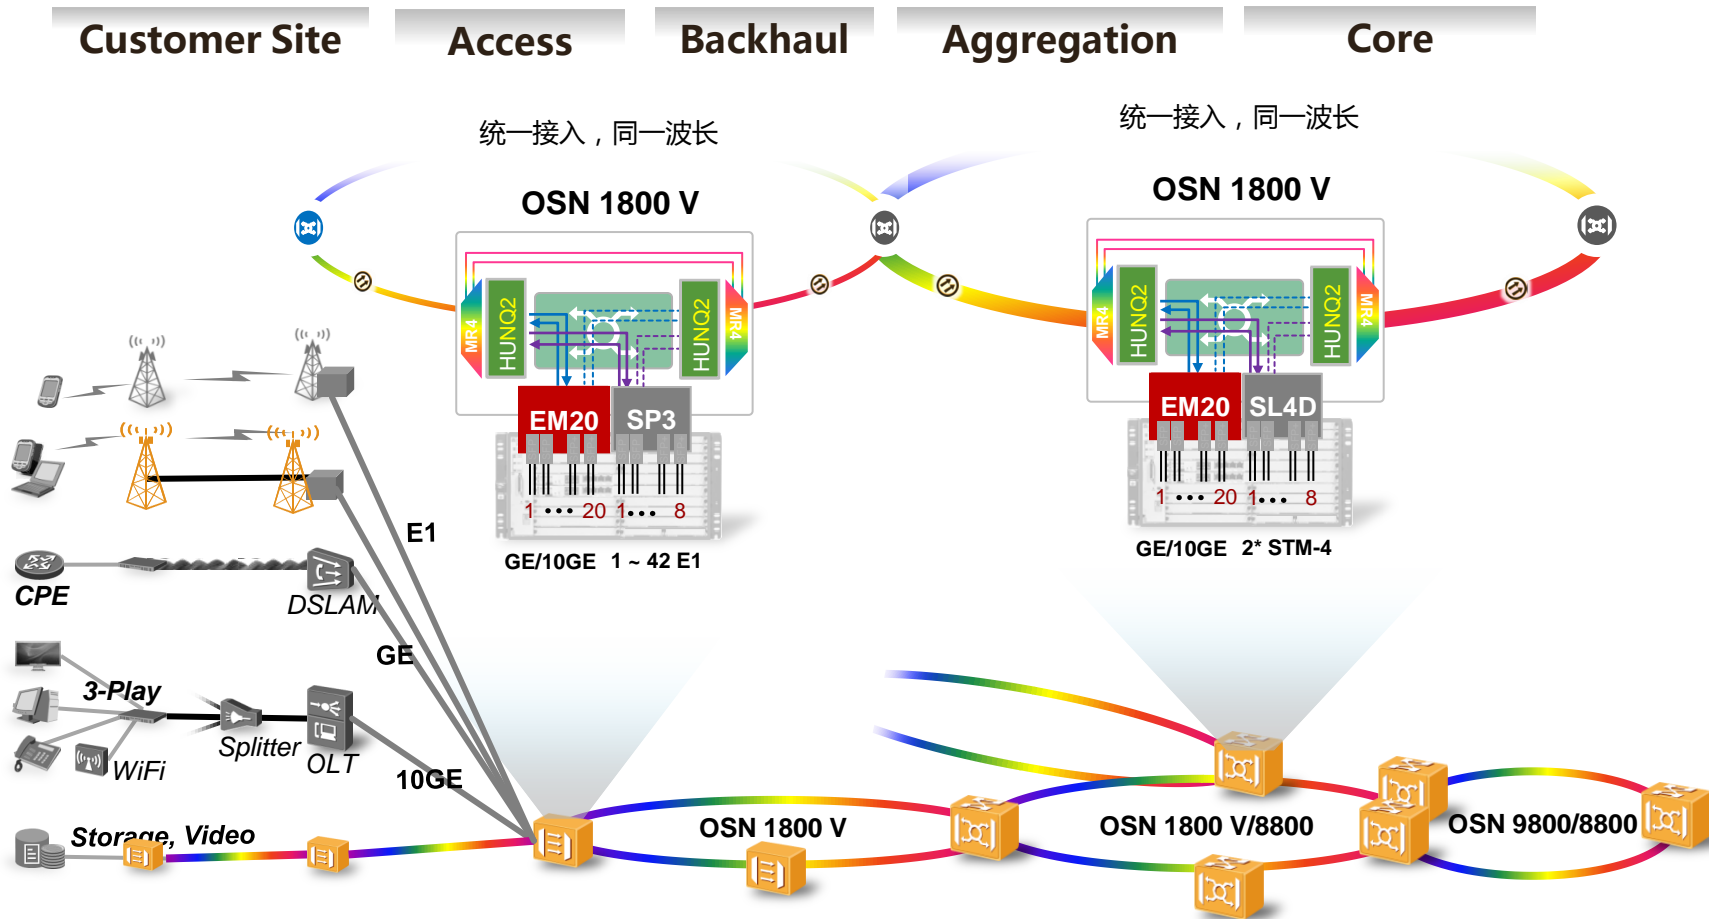 Customer Site
Access
Backhaul
Aggregation
Core
统一接入，同一波长
统一接入，同一波长
OSN 1800 V
OSN 1800 V
MR4
HUNQ2
HUNQ2
MR4
MR4
HUNQ2
HUNQ2
MR4
EM20
SP3
EM20
SL4D
1 ••• 20 1••• 8
1 ••• 20 1••• 8
GE/10GE 1 ~ 42 E1
GE/10GE 2* STM-4
E1
CPE
DSLAM
GE
3-Play
Splitter
WiFi
OLT
10GE
Storage, Video
OSN 1800 V
OSN 1800 V/8800
OSN 9800/8800